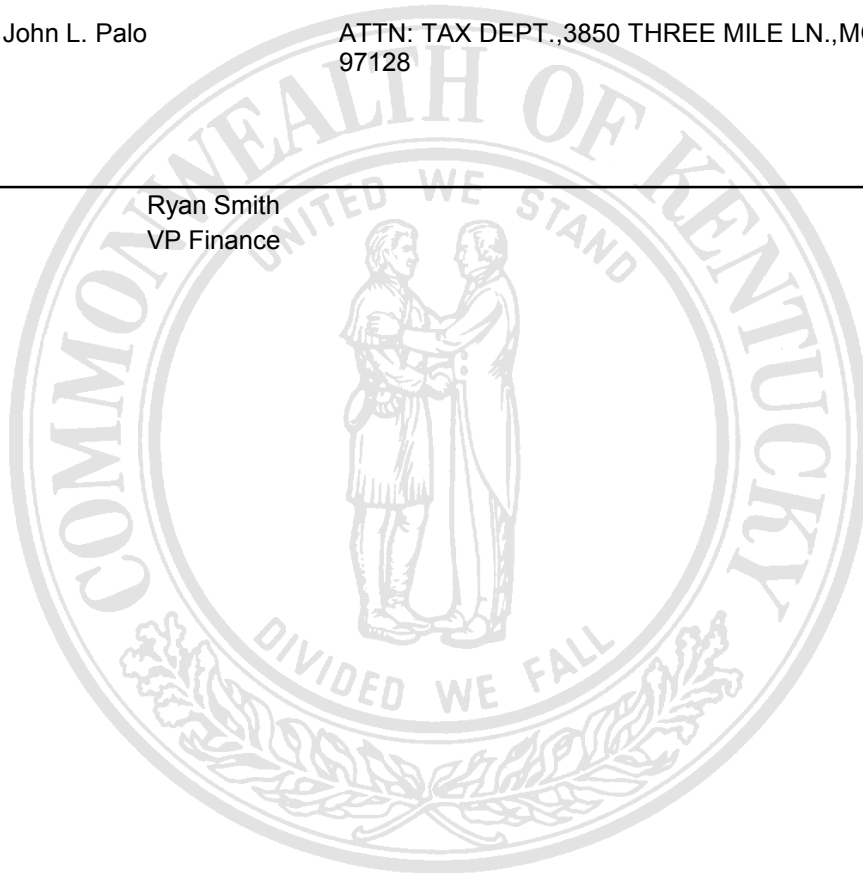 John L. Palo ATTN: TAX DEPT.,3850 THREE MILE LN.,
97128
Ryan Smith
VP Finance
COMMONWEALTH OF KENTUCKY
UNITED WE STAND
DIVIDED WE FALL